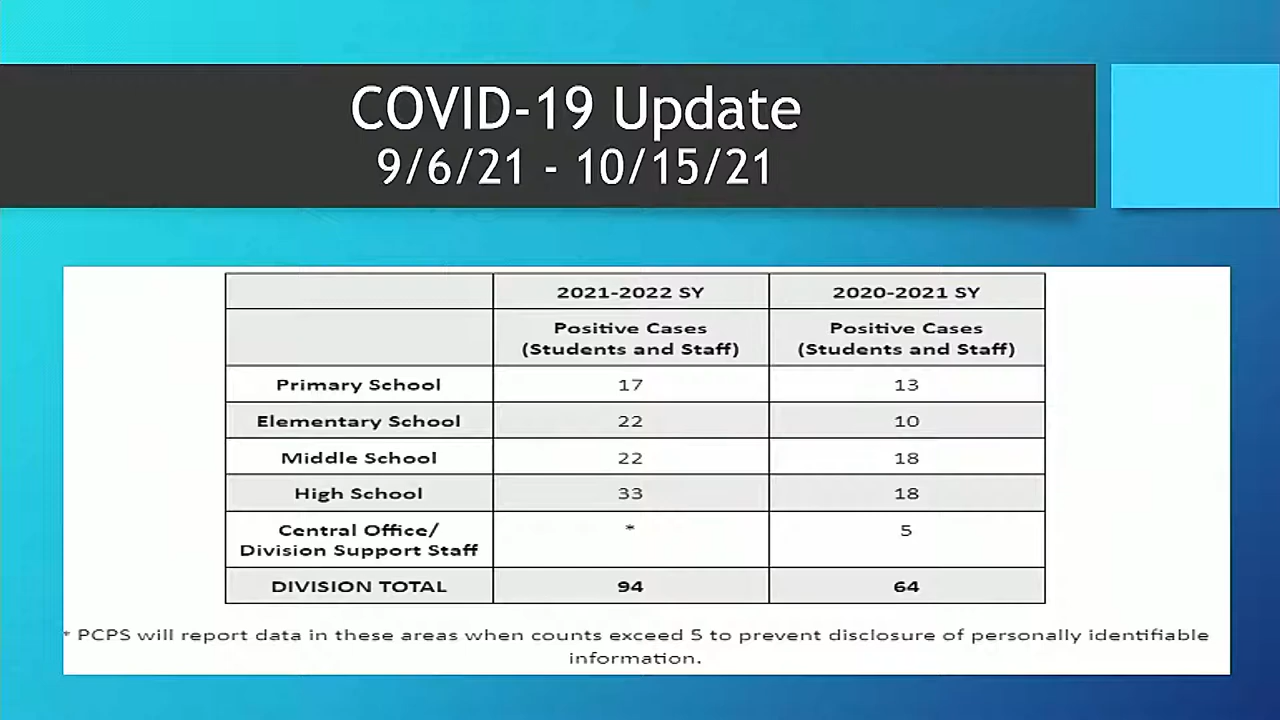 COVID-19 Update
9/6/21 - 10/15/21
2021-2022 SY 2020-2021 SY
Positive Cases (Students and Staff) Positive Cases (Students and Staff)
Primary School 17 13
Elementary School 22 10
Middle School 22 18
High School 33 18
Central Office/ Division Support Staff * 5
DIVISION TOTAL 94 64
* PCPS will report data in these areas when counts exceed 5 to prevent disclosure of personally identifiable
information.